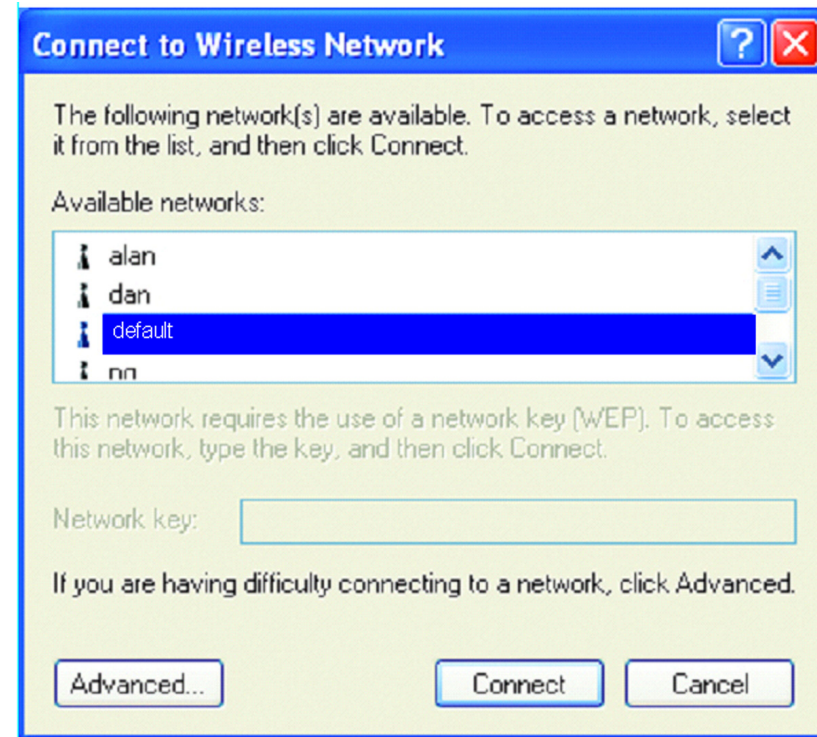 Connect to Wireless Network
The following network(s) are available. To access a network, select
it from the list, and then click Connect.
Available networks:
alan
dan
default
This network requires the use of a network key (WEP). To access
this network, type the key, and then click Connect.
Network key:
If you are having difficulty connecting to a network, click Advanced.
Advanced...
Connect
Cancel